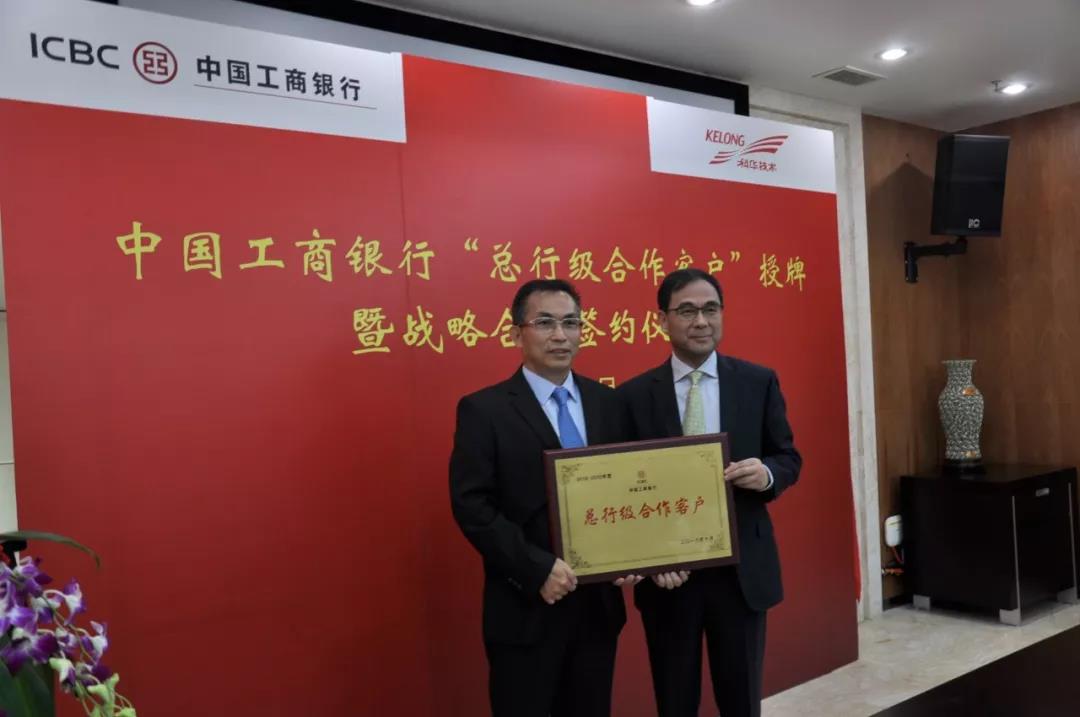 ICBC 中国工商银行
KELONG
科华技术
中国工商银行“总行级合作客户”授牌
暨战略合 签约仪
ICBC
中国工商银行
总行级合作客户